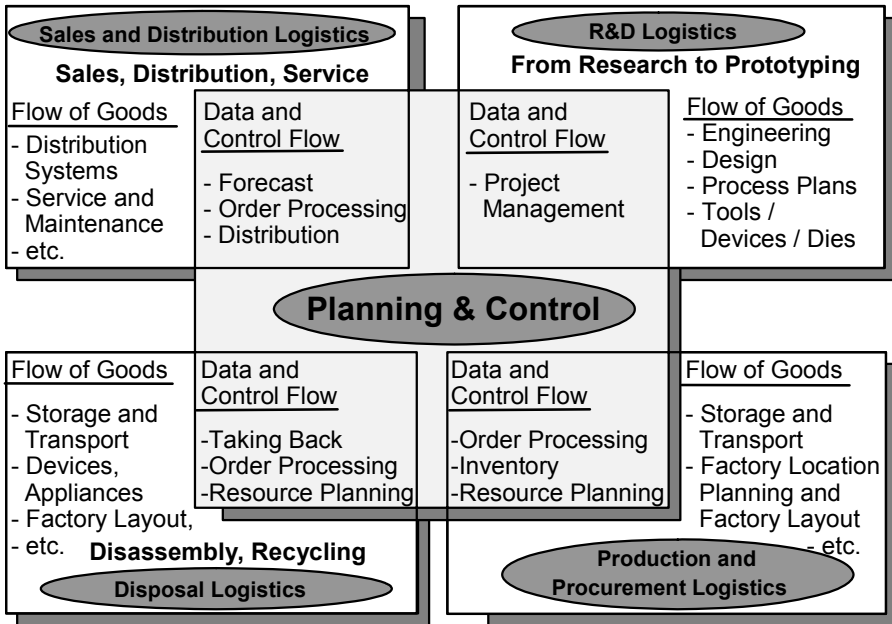 Sales and Distribution Logistics
Sales, Distribution, Service
Flow of Goods
- Distribution
Systems
- Service and
Maintenance
- etc.
Data and
Control Flow
- Forecast
- Order Processing
- Distribution
R&D Logistics
From Research to Prototyping
Data and
Control Flow
- Project
Management
Flow of Goods
- Engineering
- Design
- Process Plans
- Tools /
Devices / Dies
Planning & Control
Flow of Goods
- Storage and
Transport
- Devices,
Appliances
- Factory Layout,
- etc.
Data and
Control Flow
-Taking Back
-Order Processing
-Resource Planning
Disassembly, Recycling
Disposal Logistics
Data and
Control Flow
-Order Processing
-Inventory
-Resource Planning
Flow of Goods
- Storage and
Transport
- Factory Location
Planning and
Factory Layout
- etc.
Production and
Procurement Logistics